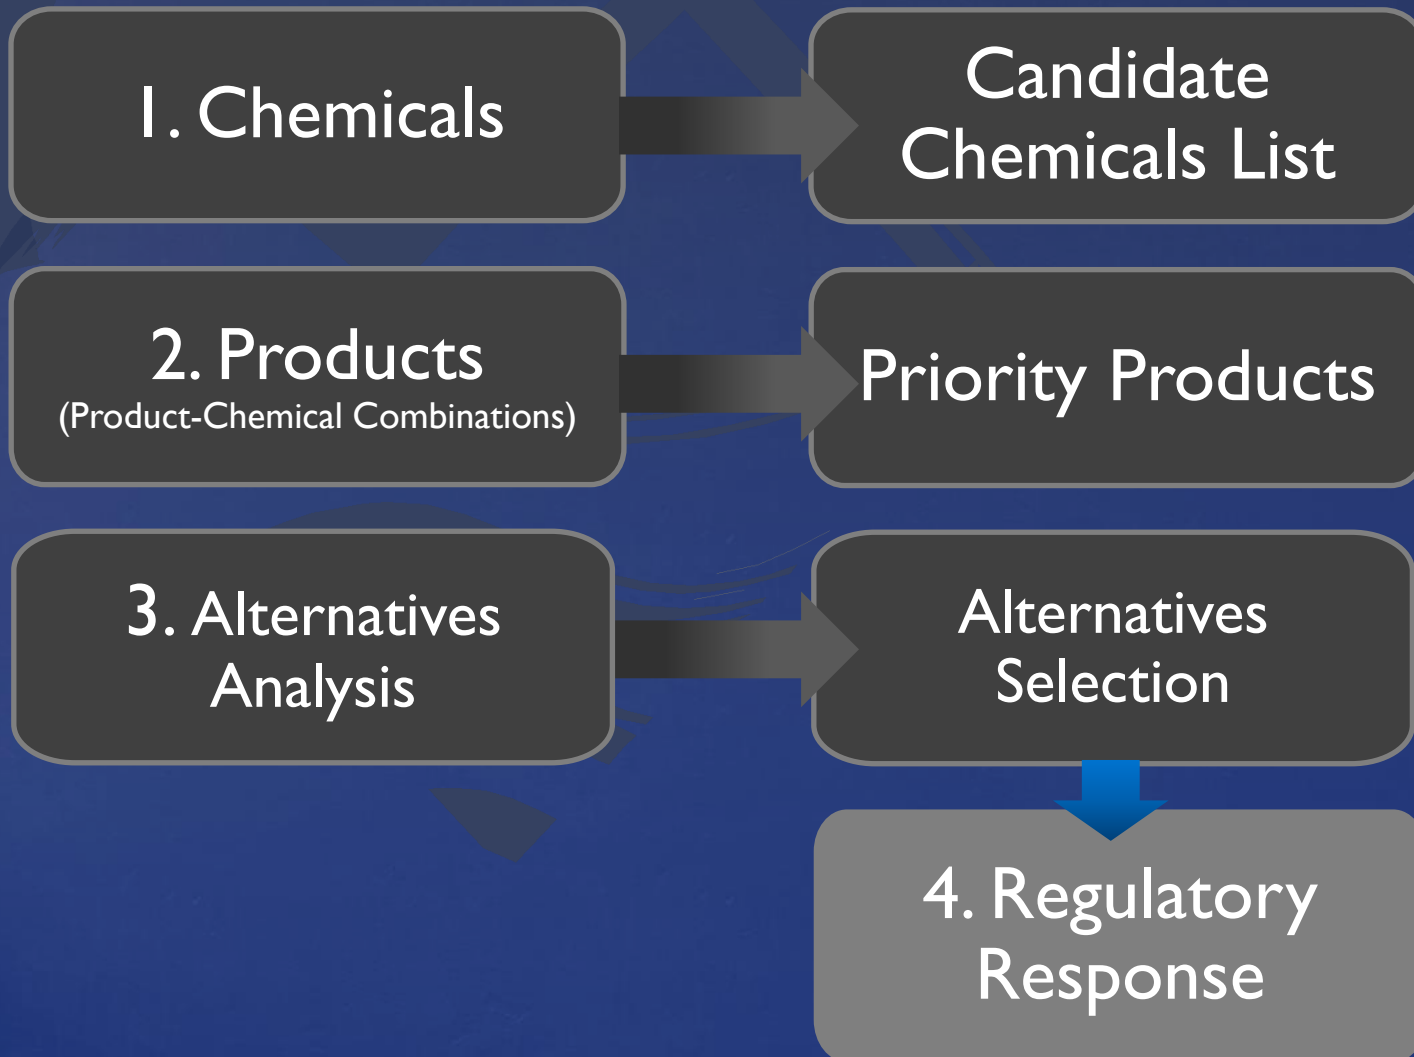 1. Chemicals
Candidate
Chemicals List
2. Products
(Product-Chemical Combinations)
Priority Products
3. Alternatives
Analysis
Alternatives
Selection
4. Regulatory
Response